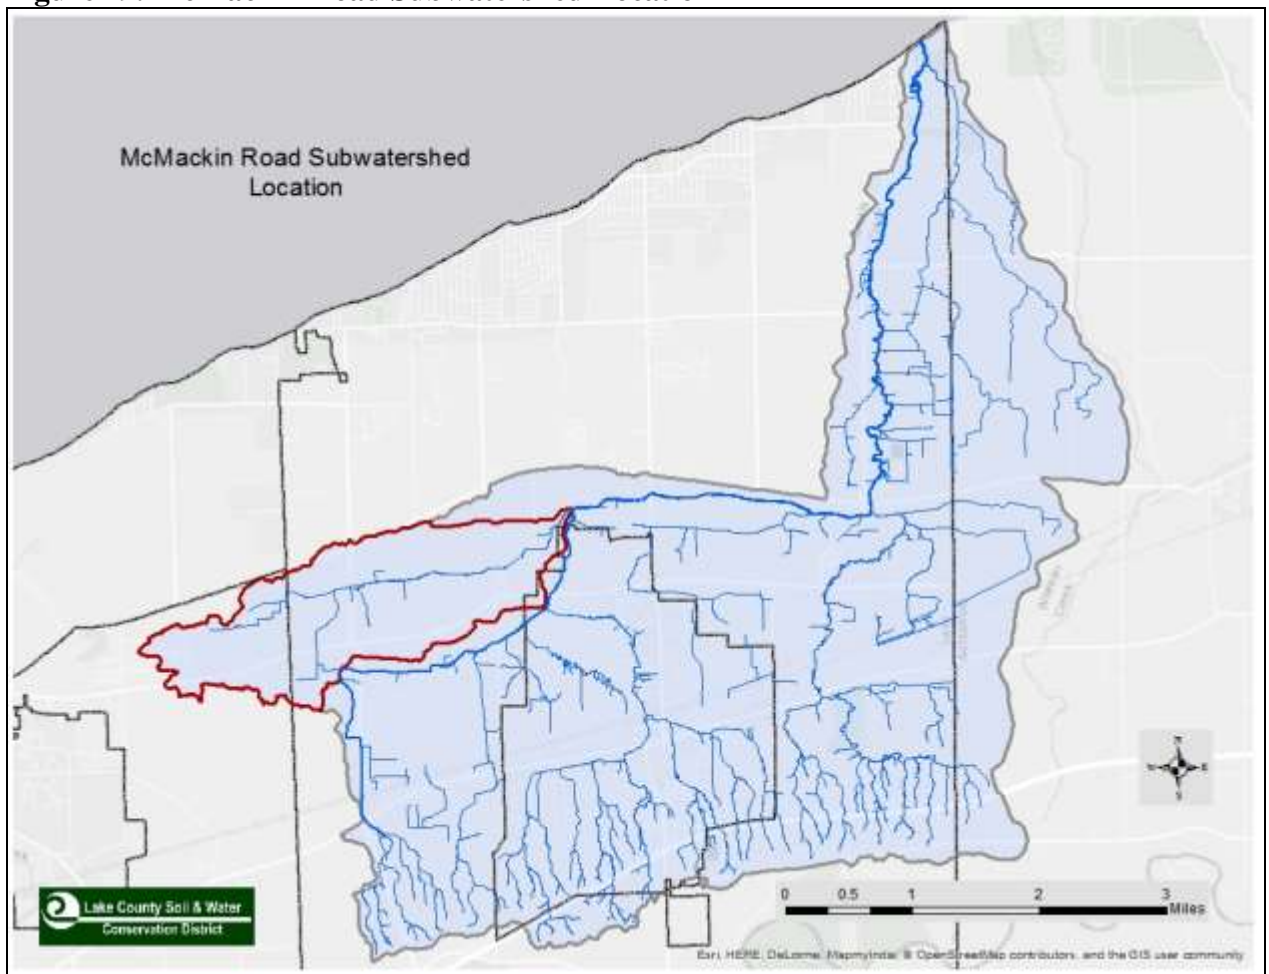 McMackin Road Subwatershed
Location
N
S
0 0.5 1 2 3
Miles
Lake County Soil & Water
Conservation District
Esri, HERE, DeLorme, MapmyIndia, © OpenStreetMap contributors, and the GIS user community